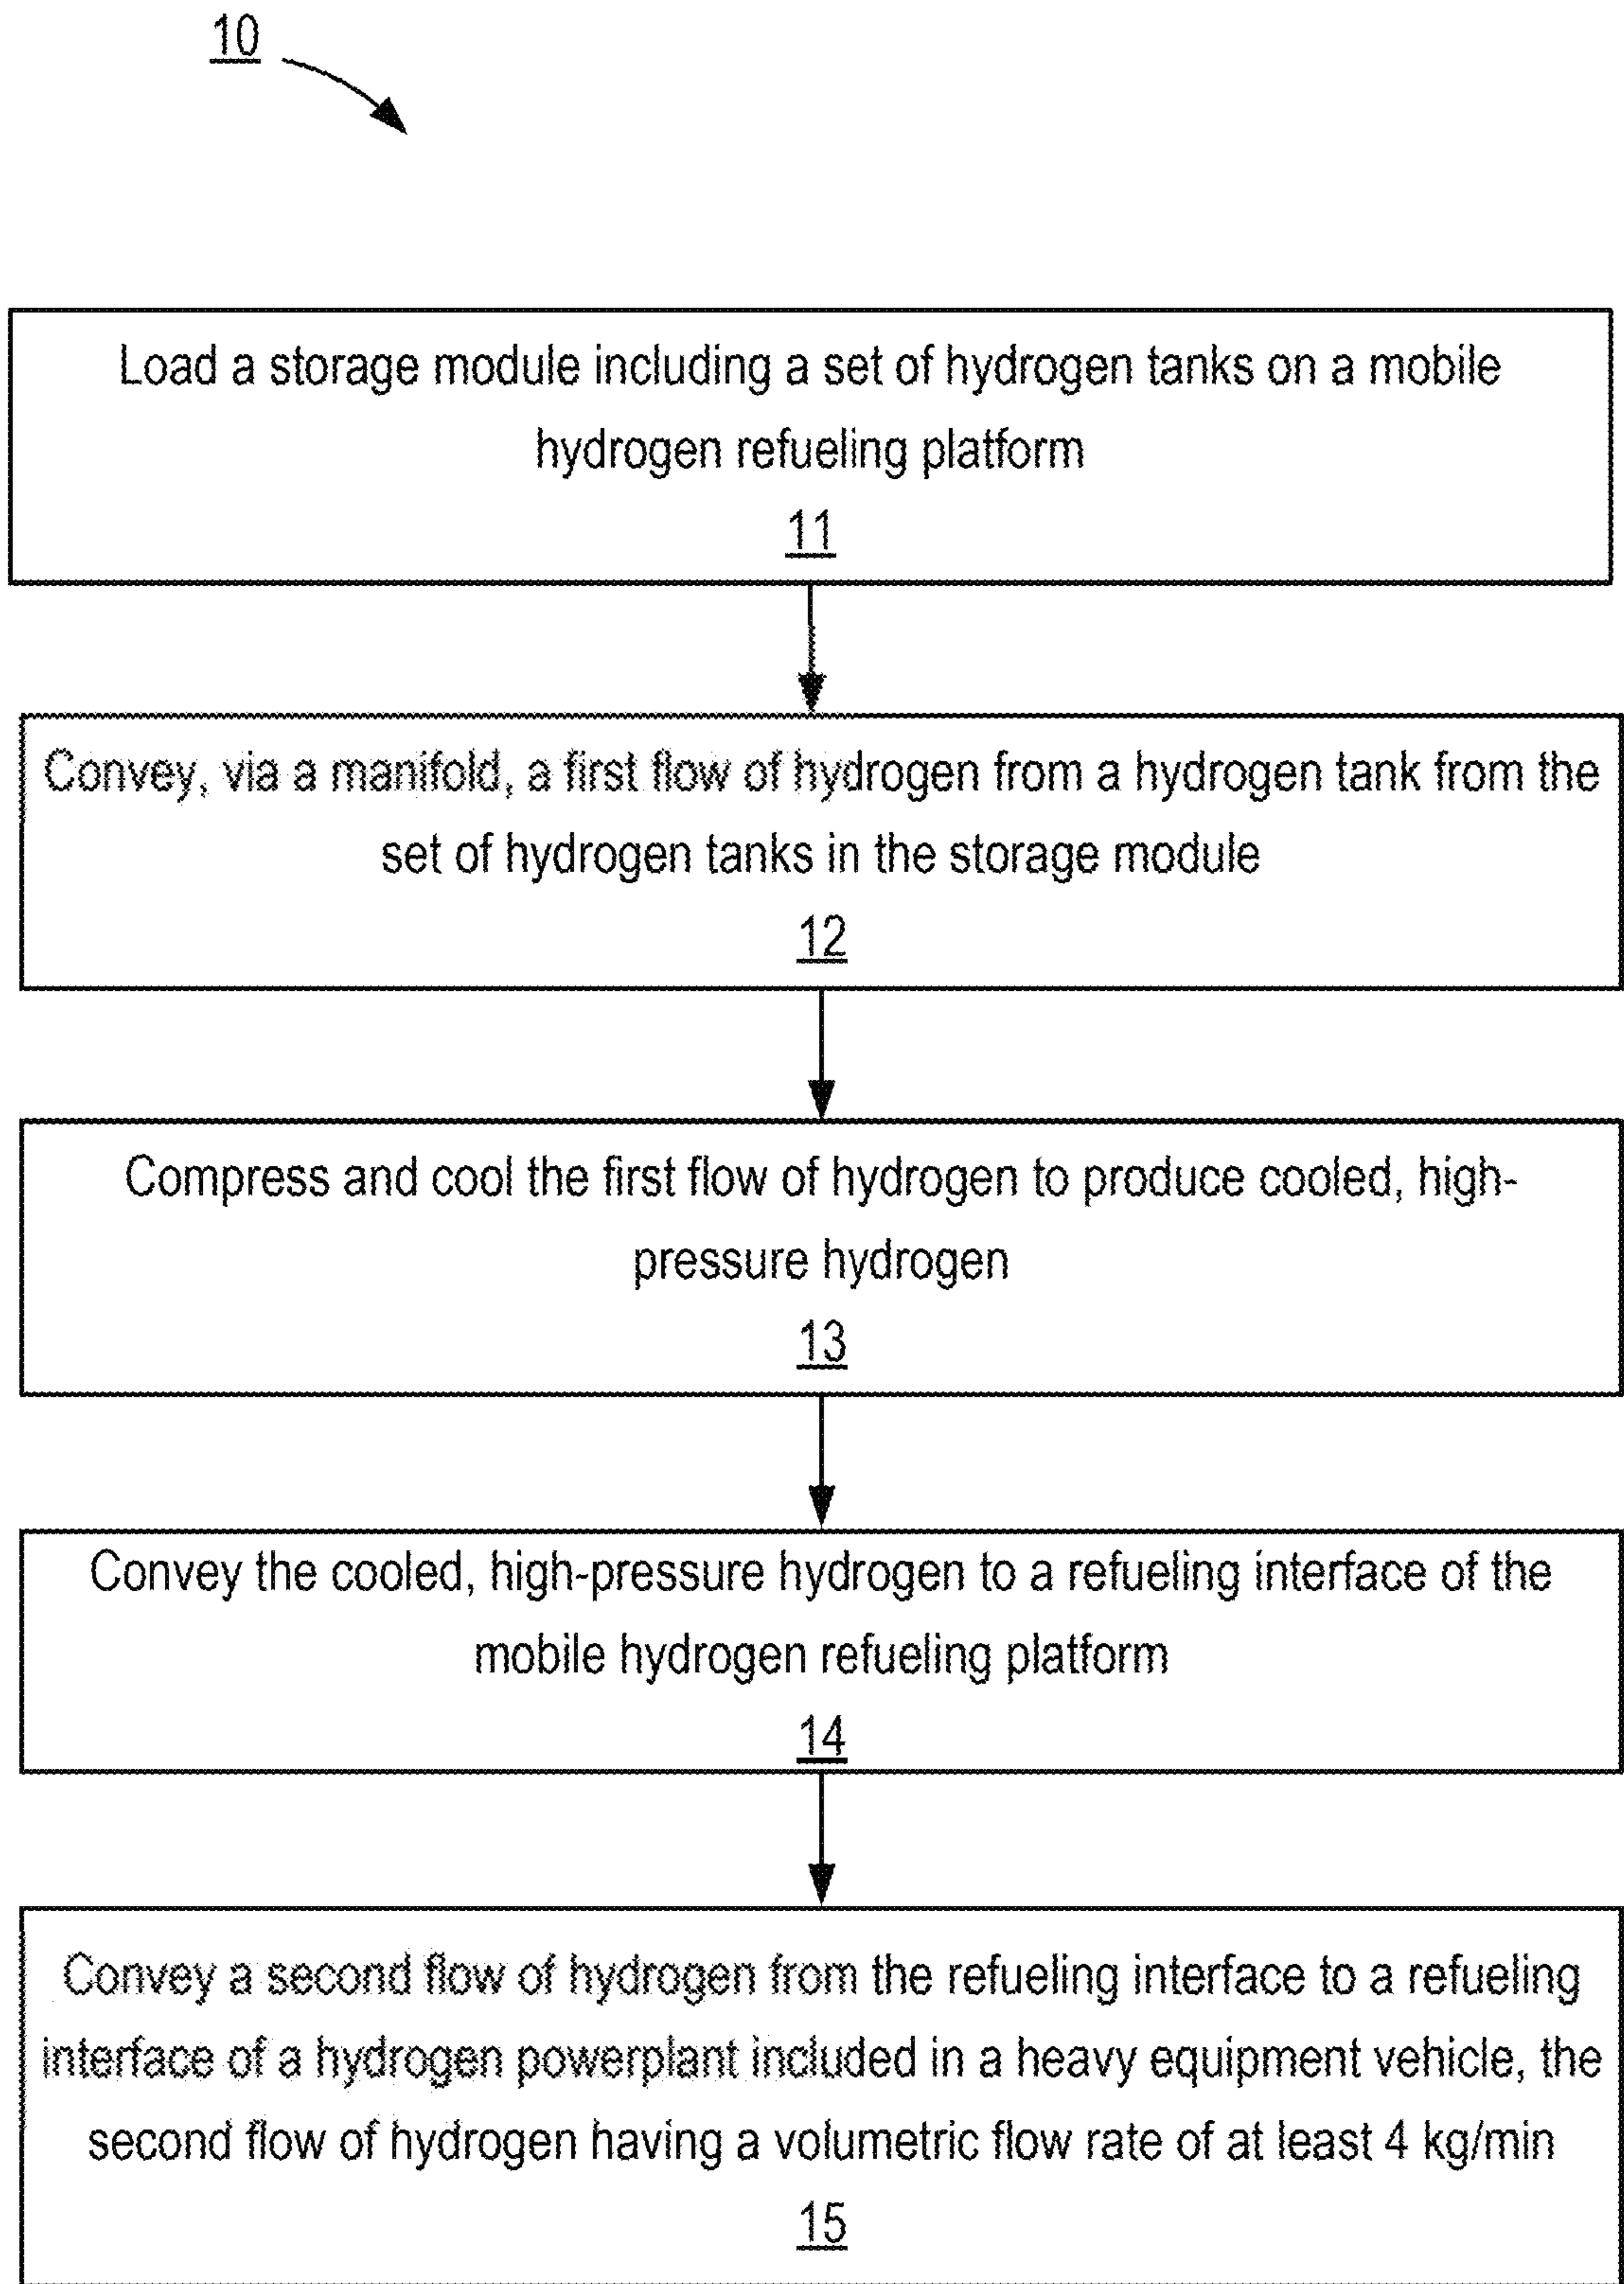 10
Load a storage module including a set of hydrogen tanks on a mobile
hydrogen refueling platform
11
Convey, via a manifold, a first flow of hydrogen from a hydrogen tank from the
set of hydrogen tanks in the storage module
12
Compress and cool the first flow of hydrogen to produce cooled, high-
pressure hydrogen
13
Convey the cooled, high-pressure hydrogen to a refueling interface of the
mobile hydrogen refueling platform
14
Convey a second flow of hydrogen from the refueling interface to a refueling
interface of a hydrogen powerplant included in a heavy equipment vehicle, the
second flow of hydrogen having a volumetric flow rate of at least 4 kg/min
15